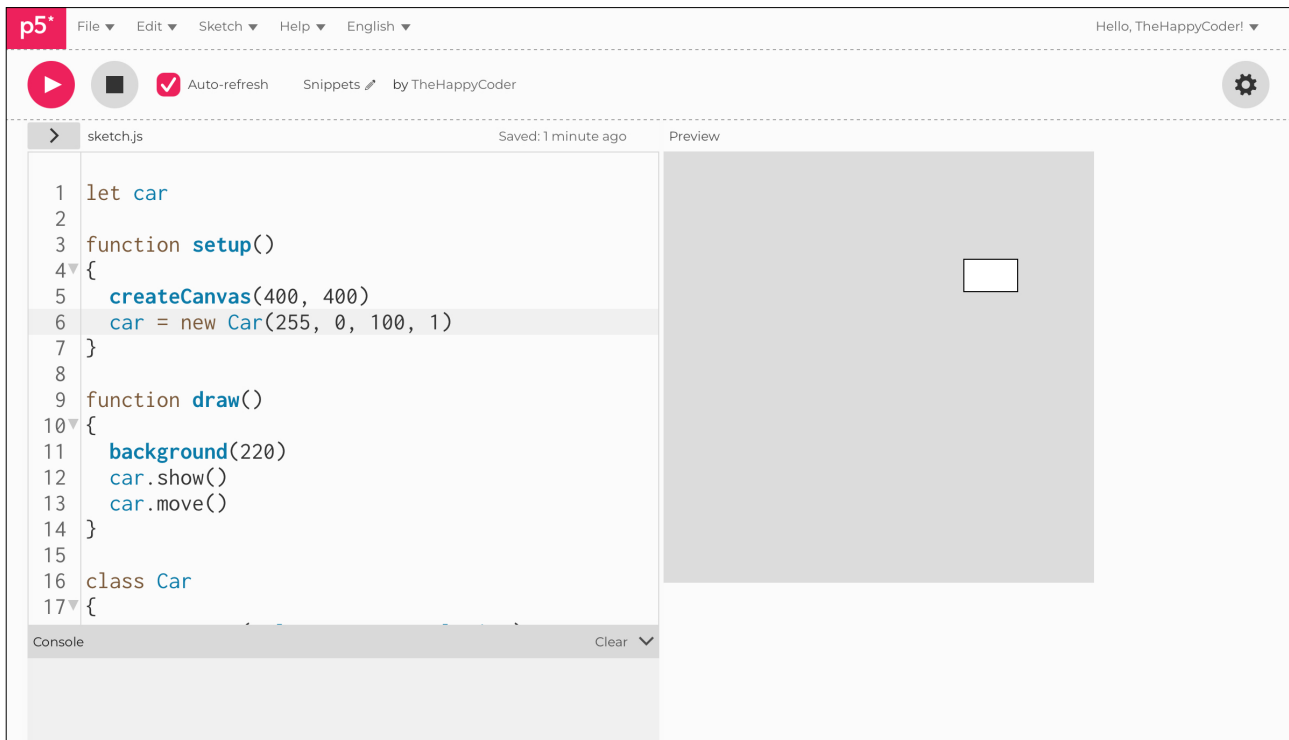 p5* File Edit Sketch Help English Hello, TheHappyCoder!
Auto-refresh Snippets by TheHappyCoder
sketch.js Saved: 1 minute ago Preview
1 let car
2
3 function setup()
4 {
5 createCanvas(400, 400)
6 car = new Car(255, 0, 100, 1)
7 }
8
9 function draw()
10 {
11 background(220)
12 car.show()
13 car.move()
14 }
15
16 class Car
17 {
Console Clear